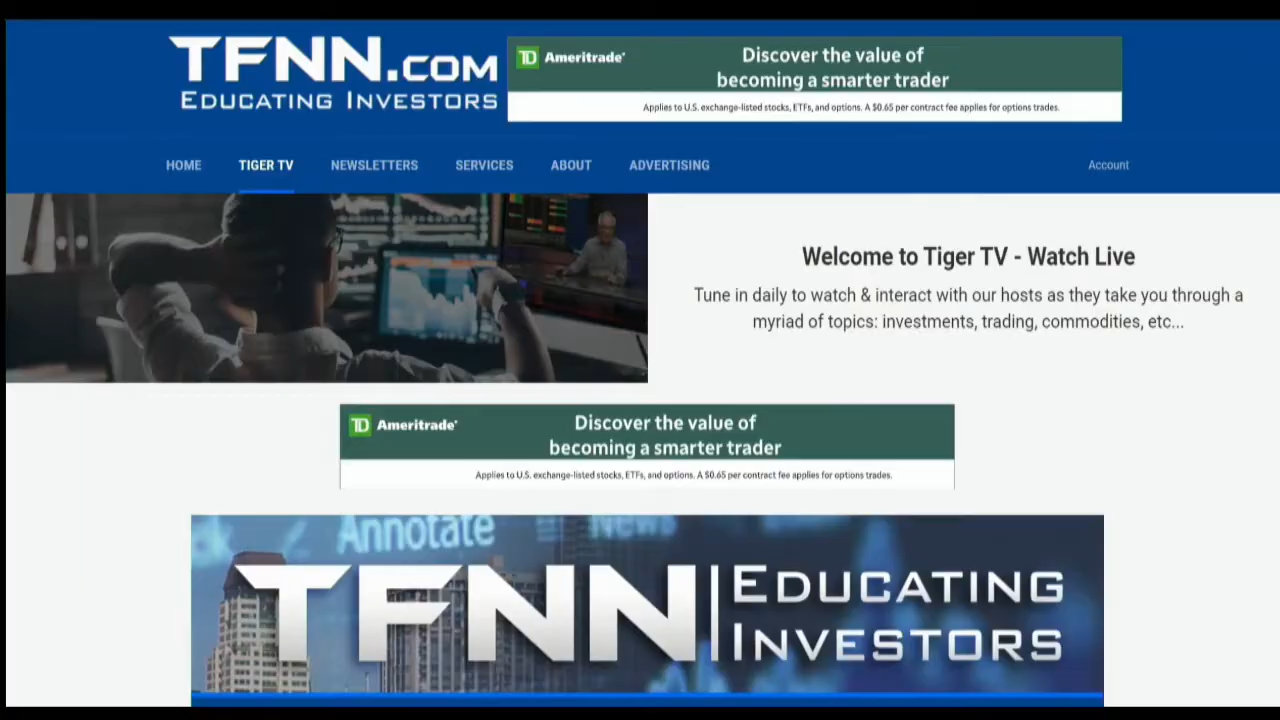 TFNN.COM
EDUCATING INVESTORS
TD Ameritrade
Discover the value of
becoming a smarter trader
Applies to U.S. exchange-listed stocks, ETFs, and options. A $0.65 per contract fee applies for options trades.
HOME TIGER TV NEWSLETTERS SERVICES ABOUT ADVERTISING Account
Welcome to Tiger TV - Watch Live
Tune in daily to watch & interact with our hosts as they take you through a
myriad of topics: investments, trading, commodities, etc...
TD Ameritrade
Discover the value of
becoming a smarter trader
Applies to U.S. exchange-listed stocks, ETFs, and options. A $0.65 per contract fee applies for options trades.
Annotate News
TFNN
EDUCATING
INVESTORS